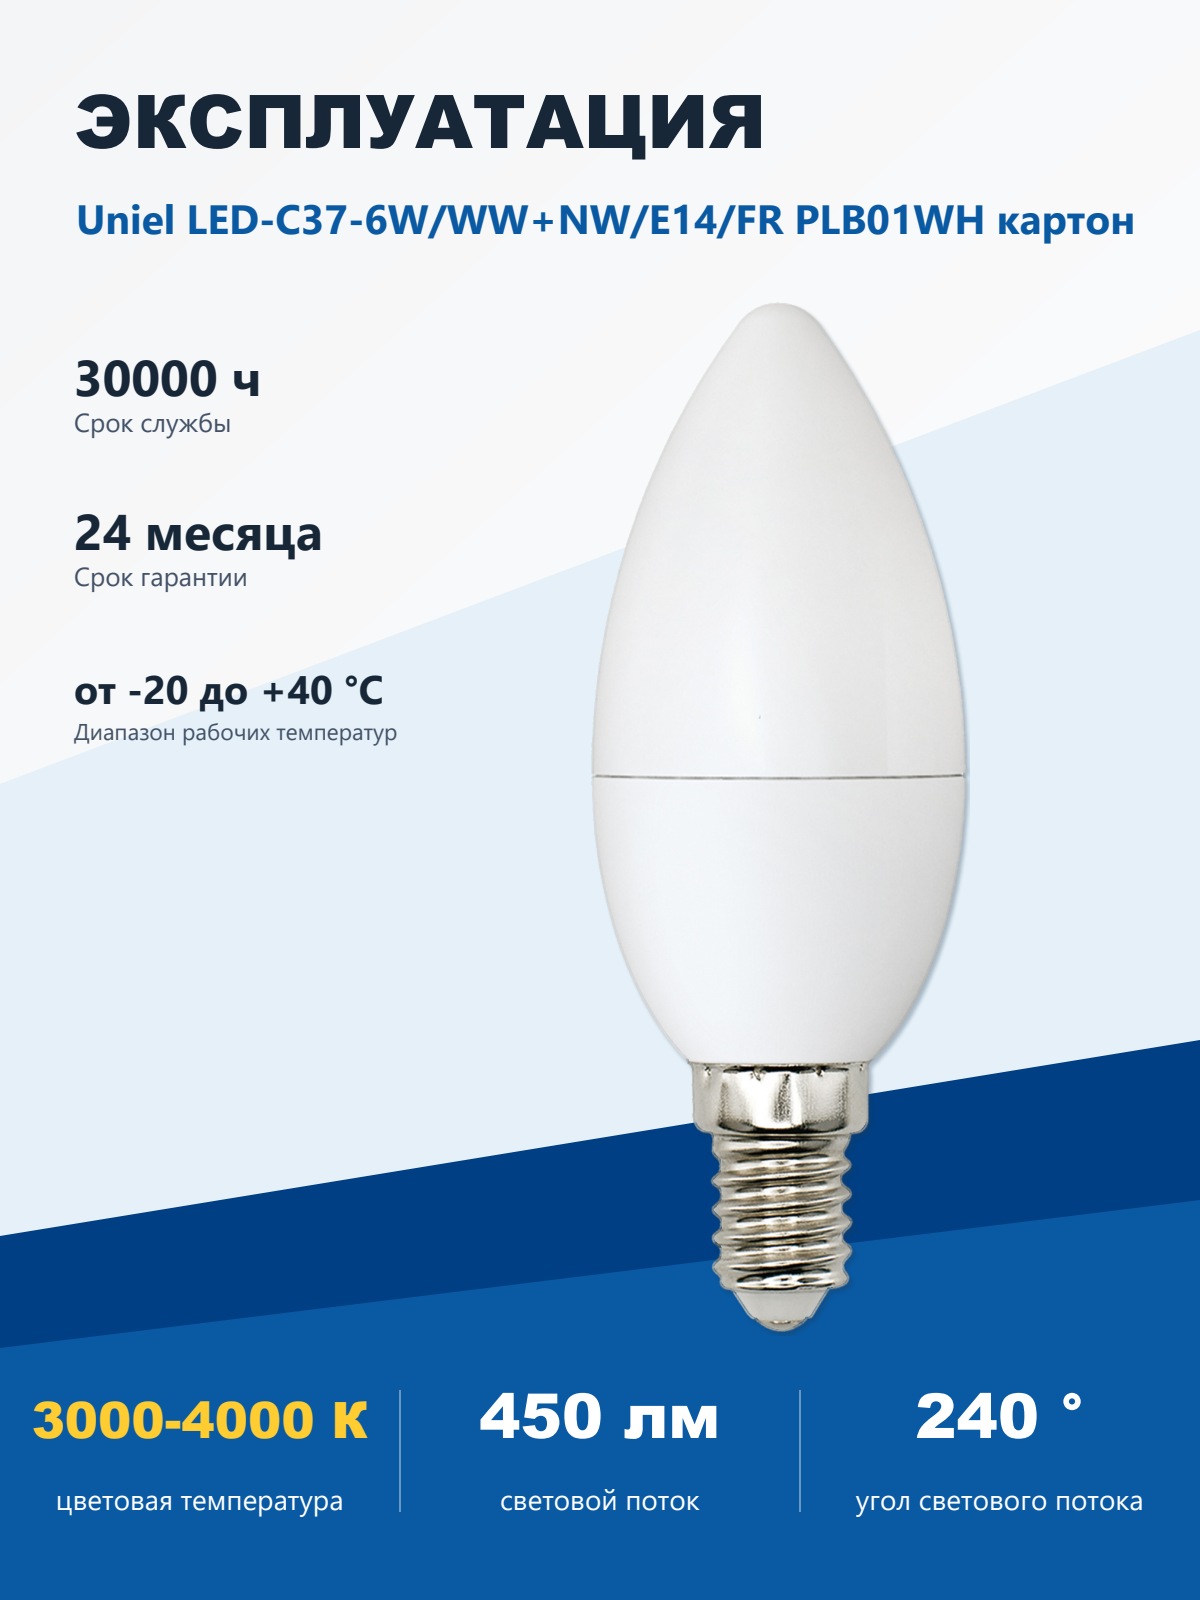 ЭКСПЛУАТАЦИЯ
Uniel LED-C37-6W/WW+NW/E14/FR PLB01WH картон
30000 ч
Срок службы
24 месяца
Срок гарантии
от -20 до +40 °C
Диапазон рабочих температур
3000-4000 К
цветовая температура
450 лм
световой поток
240 °
угол светового потока